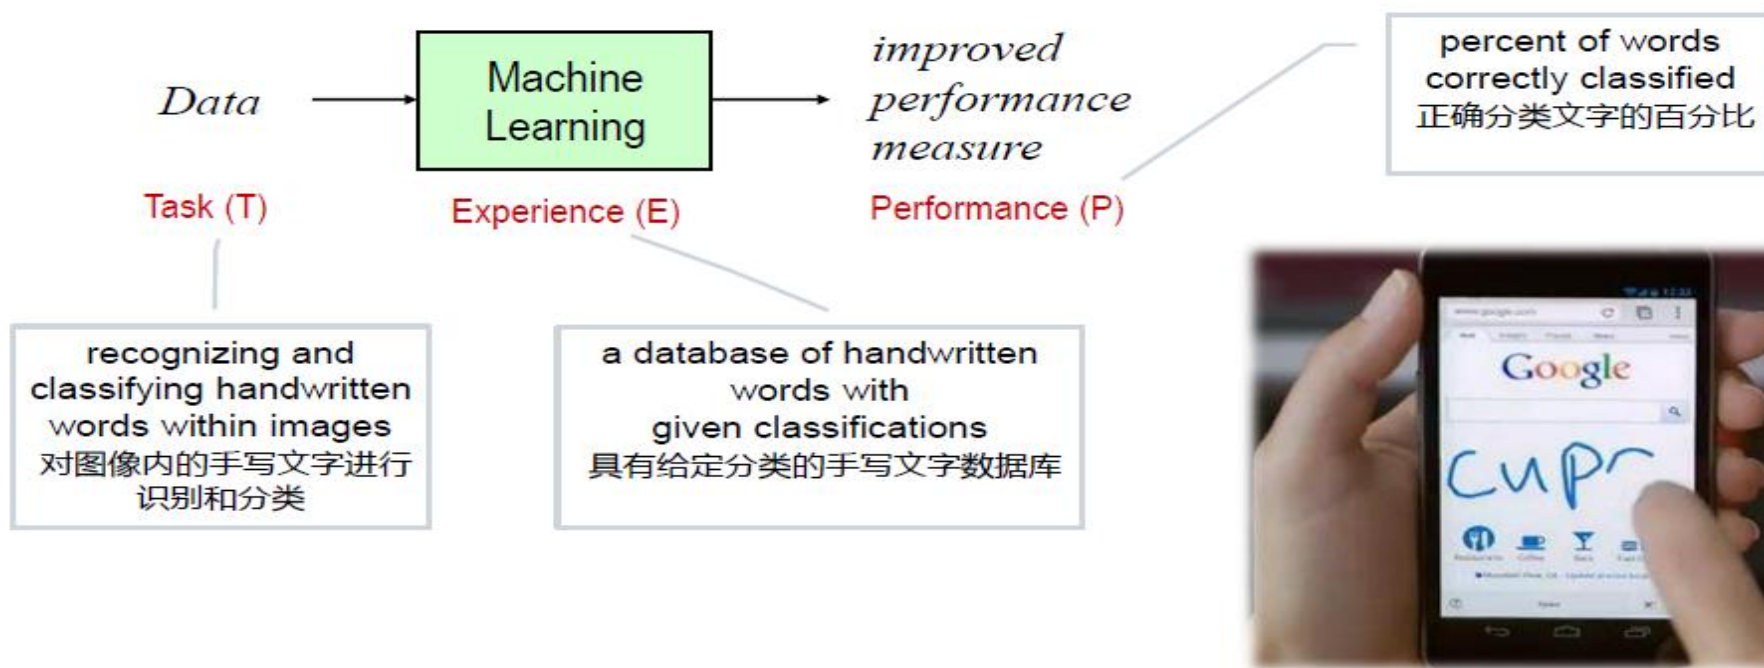 Data
Machine
Learning
improved
performance
measure
percent of words
correctly classified
正确分类文字的百分比
Task (T)
Experience (E)
Performance (P)
recognizing and
classifying handwritten
words within images
对图像内的手写文字进行
识别和分类
a database of handwritten
words with
given classifications
具有给定分类的手写文字数据库
Google
cupr